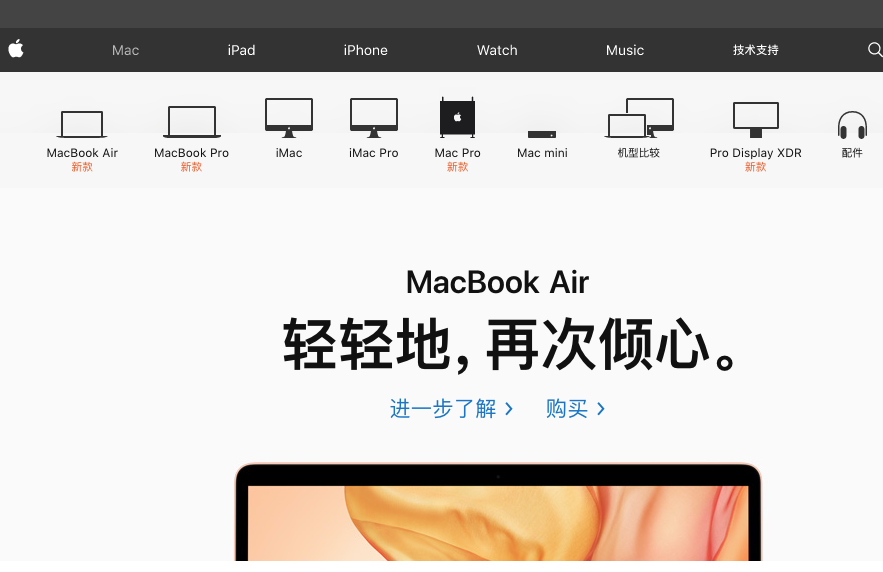 Mac iPad iPhone Watch Music 技术支持
MacBook Air MacBook Pro iMac iMac Pro Mac Pro Mac mini 机型比较 Pro Display XDR 配件
新款 新款 新款 新款
MacBook Air
轻轻地，再次倾心。
进一步了解 购买